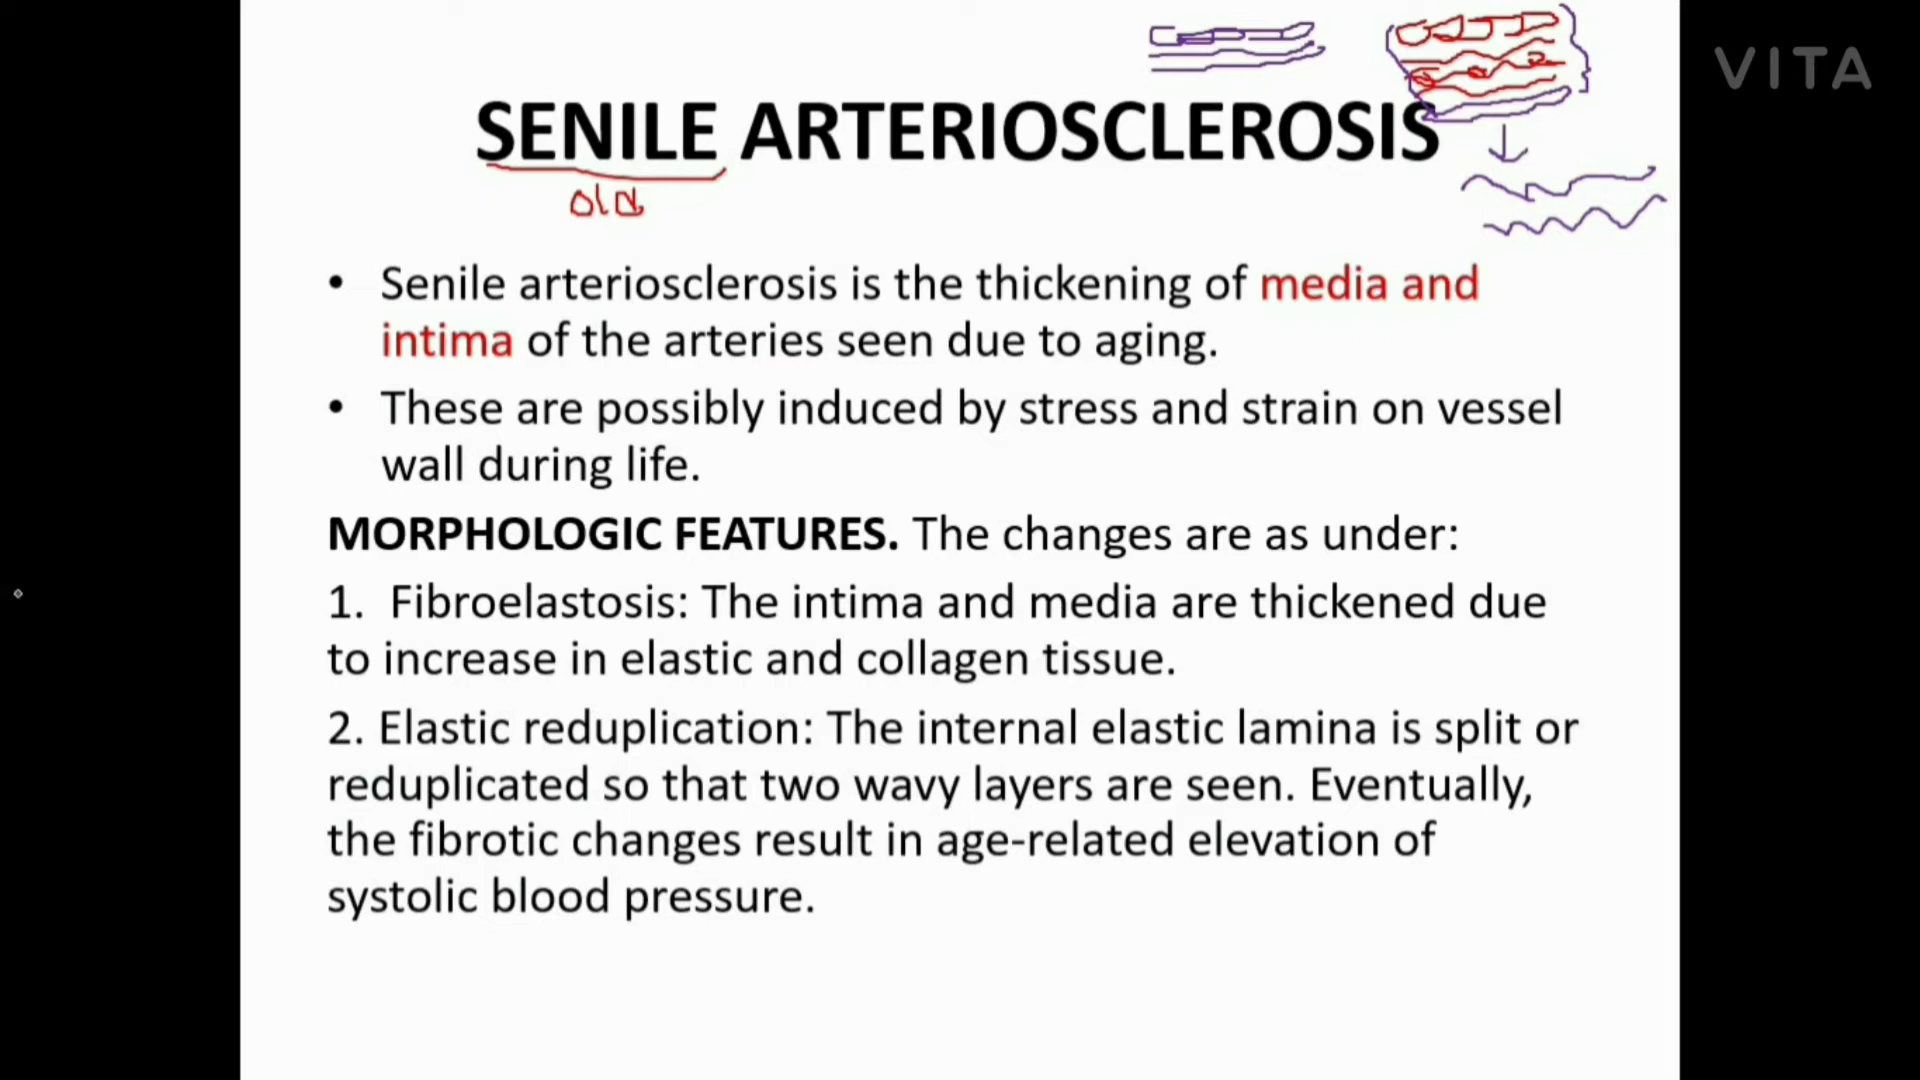 VITA
SENILE ARTERIOSCLEROSIS
old
• Senile arteriosclerosis is the thickening of media and
intima of the arteries seen due to aging.
• These are possibly induced by stress and strain on vessel
wall during life.
MORPHOLOGIC FEATURES. The changes are as under:
1. Fibroelastosis: The intima and media are thickened due
to increase in elastic and collagen tissue.
2. Elastic reduplication: The internal elastic lamina is split or
reduplicated so that two wavy layers are seen. Eventually,
the fibrotic changes result in age-related elevation of
systolic blood pressure.